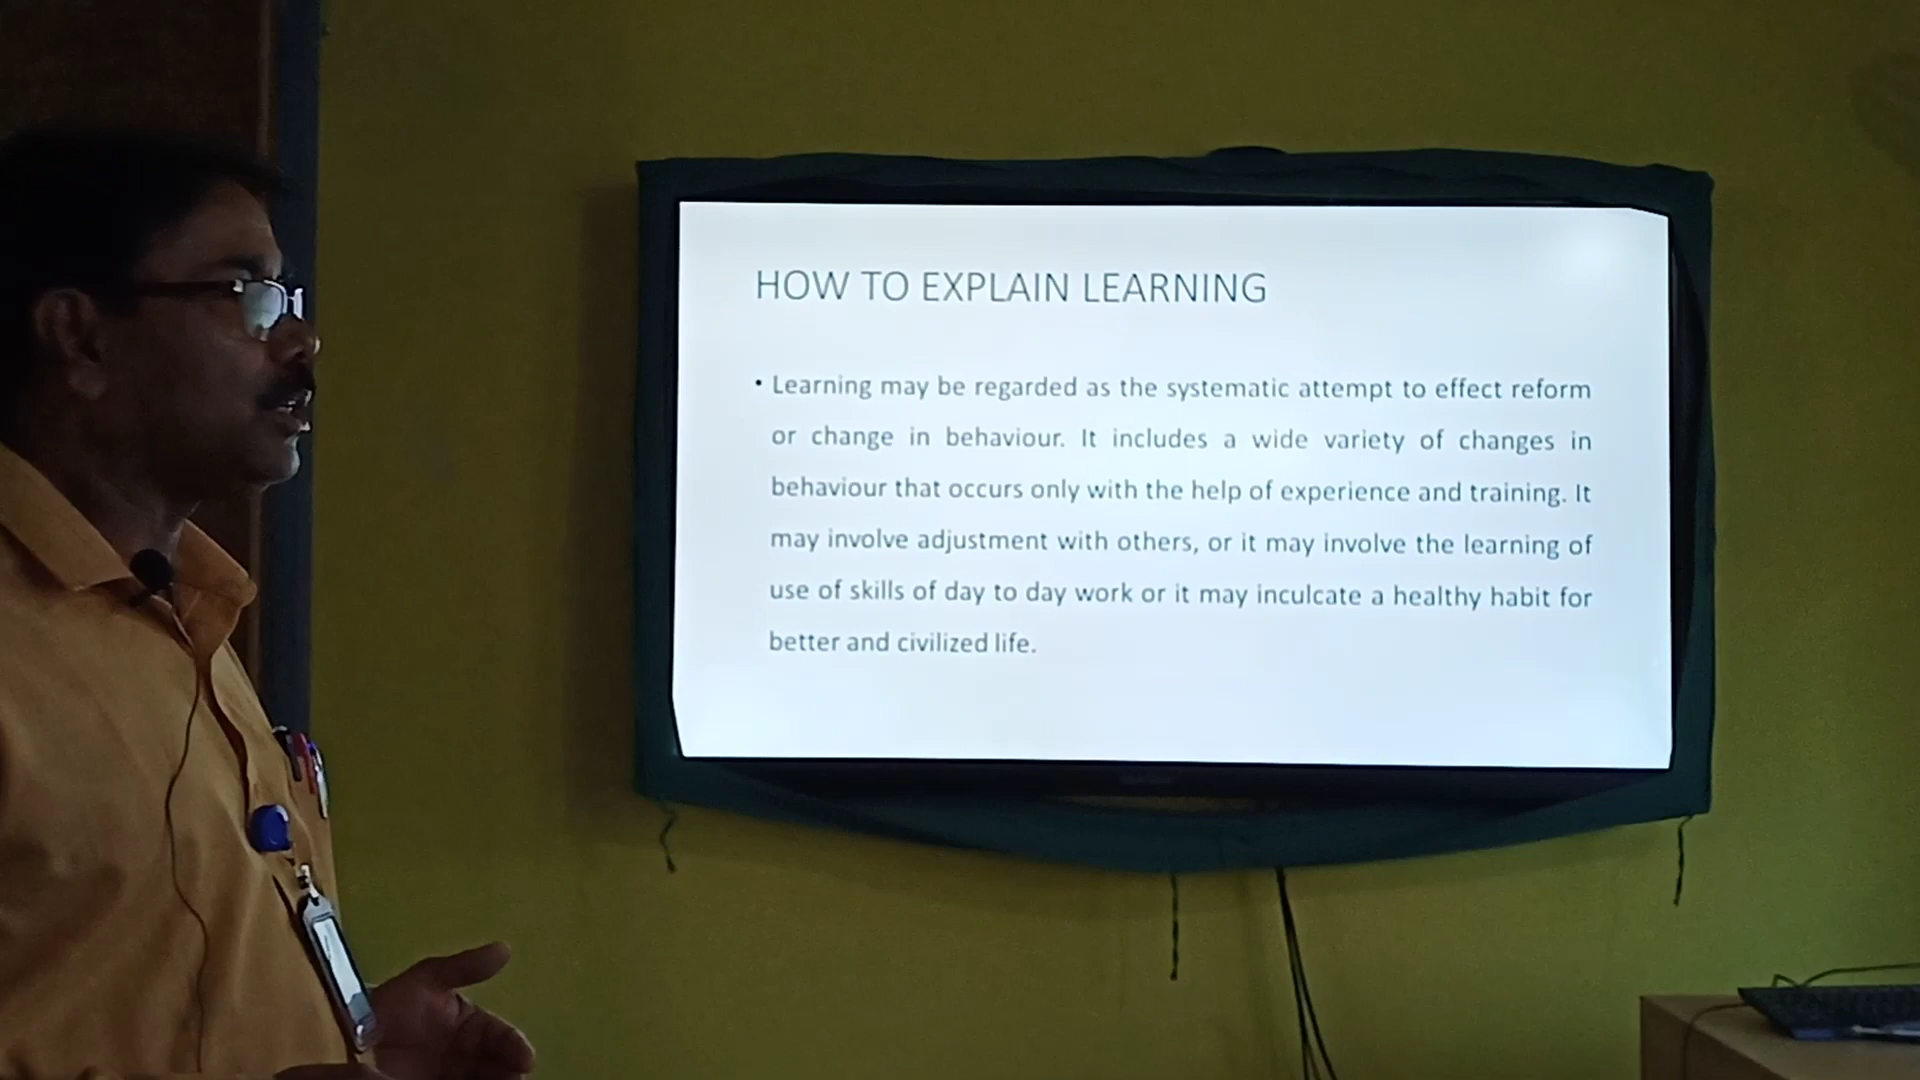 HOW TO EXPLAIN LEARNING
• Learning may be regarded as the systematic attempt to effect reform
or change in behaviour. It includes a wide variety of changes in
behaviour that occurs only with the help of experience and training. It
may involve adjustment with others, or it may involve the learning of
use of skills of day to day work or it may inculcate a healthy habit for
better and civilized life.